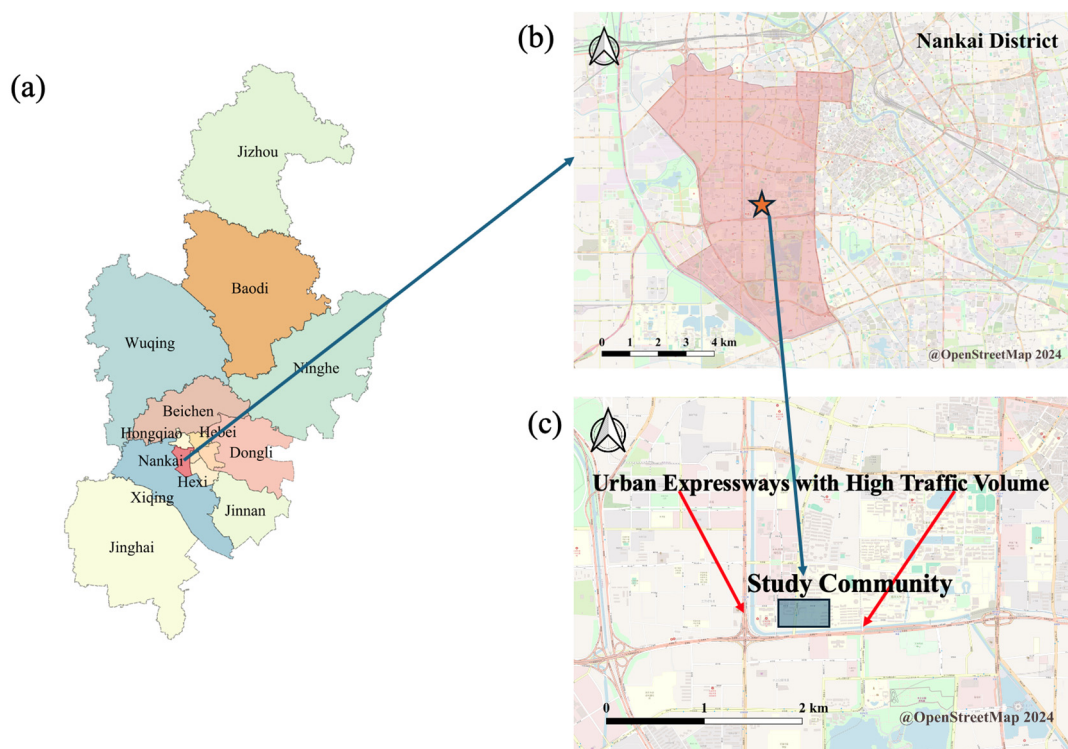 (a)
Jizhou
Baodi
Wuqing
Ninghe
Beichen
Hongqiao
Hebei
Nankai
Dongli
Hexi
Xiqing
Jinnan
Jinghai
(b)
Nankai District
0 1 2 3 4 km
@OpenStreetMap 2024
(c)
Urban Expressways with High Traffic Volume
Study Community
0 1 2 km
@OpenStreetMap 2024